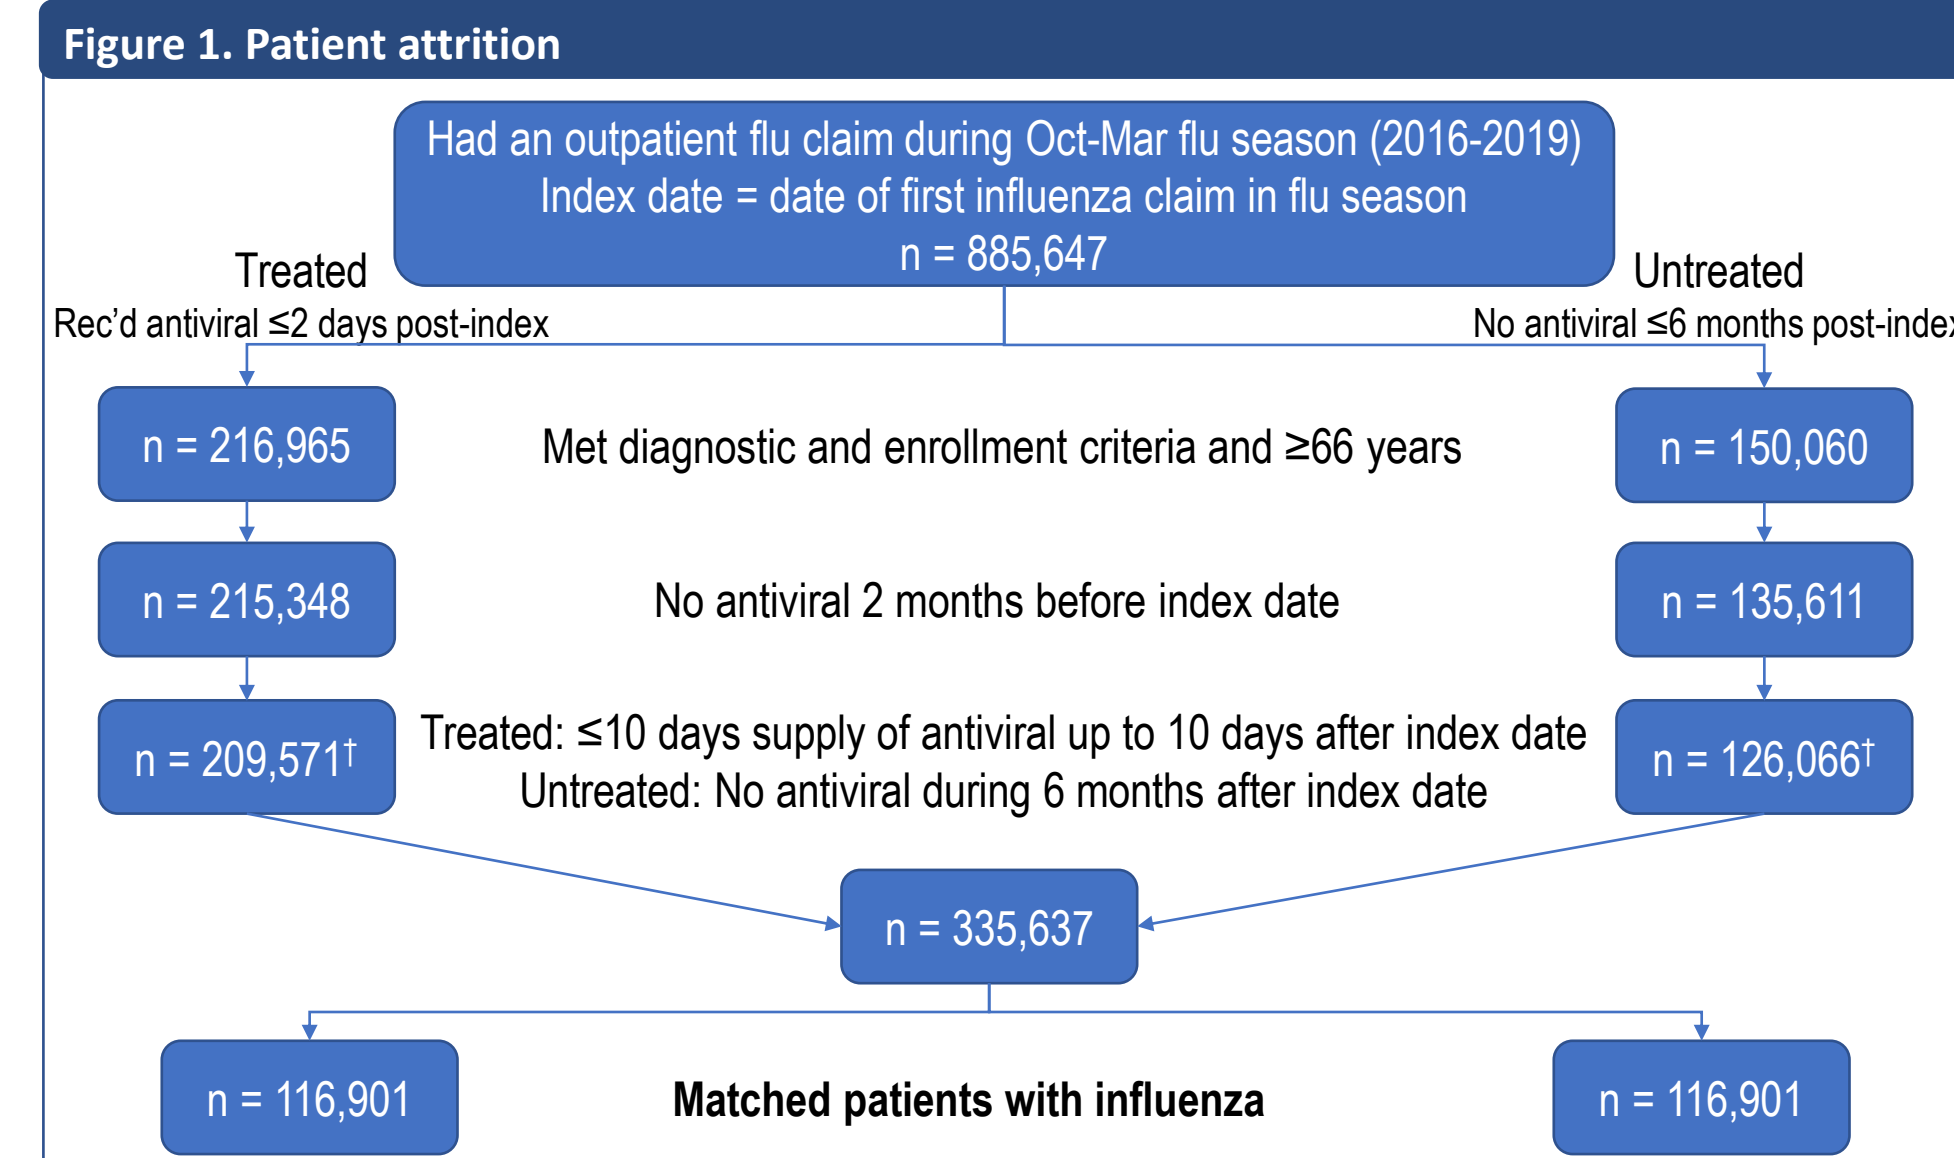 Figure 1. Patient attrition
Had an outpatient flu claim during Oct-Mar flu season (2016-2019)
Index date = date of first influenza claim in flu season
n = 885,647
Treated
Rec'd antiviral ≤2 days post-index
Untreated
No antiviral ≤6 months post-index
n = 216,965
Met diagnostic and enrollment criteria and ≥66 years
n = 150,060
n = 215,348
No antiviral 2 months before index date
n = 135,611
n = 209,571†
Treated: ≤10 days supply of antiviral up to 10 days after index date
Untreated: No antiviral during 6 months after index date
n = 126,066†
n = 335,637
n = 116,901
Matched patients with influenza
n = 116,901